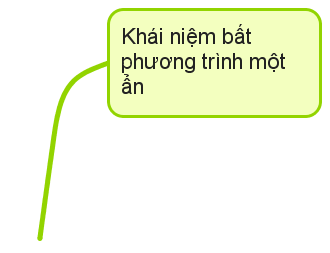 Khái niệm bất
phương trình một
ẩn